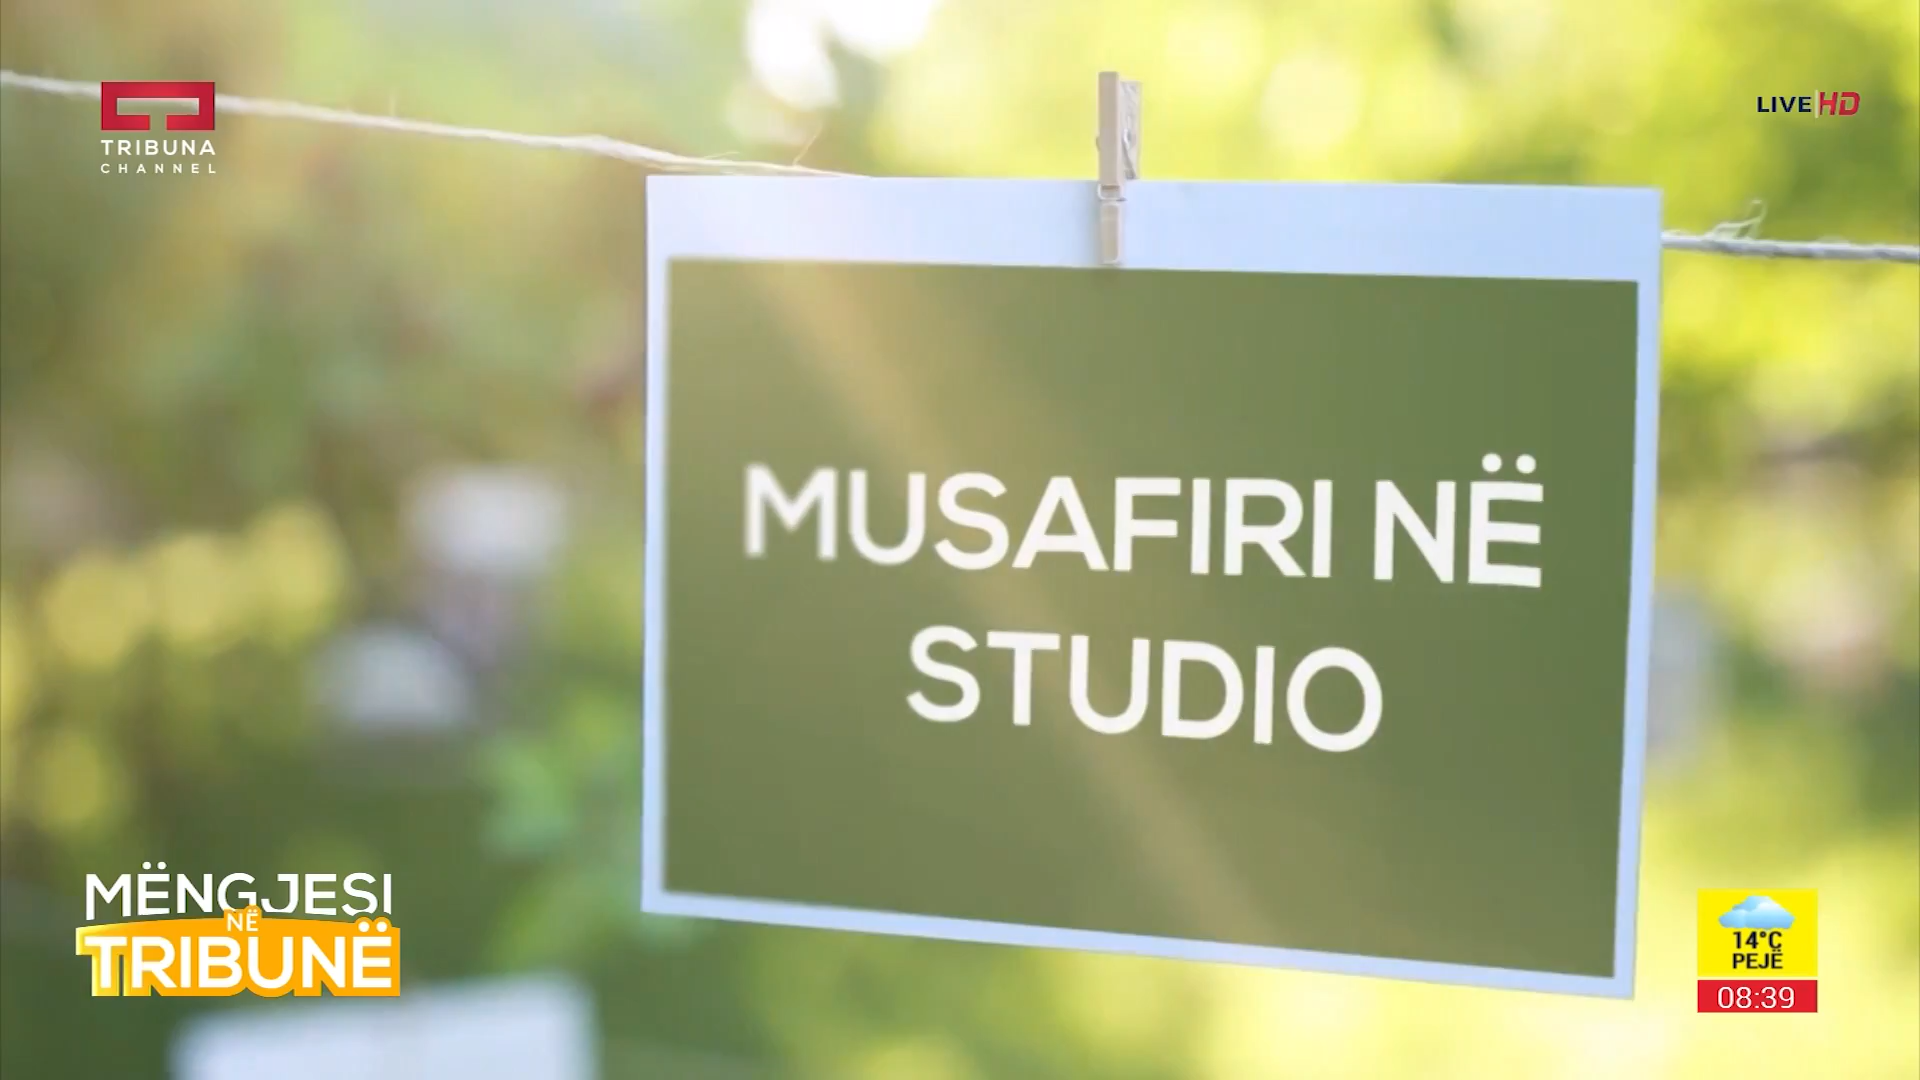 TRIBUNA
CHANNEL
LIVE HD
MUSAFIRI NË
STUDIO
MËNGJESI
NË
TRIBUNË
14°C
PEJË
08:39